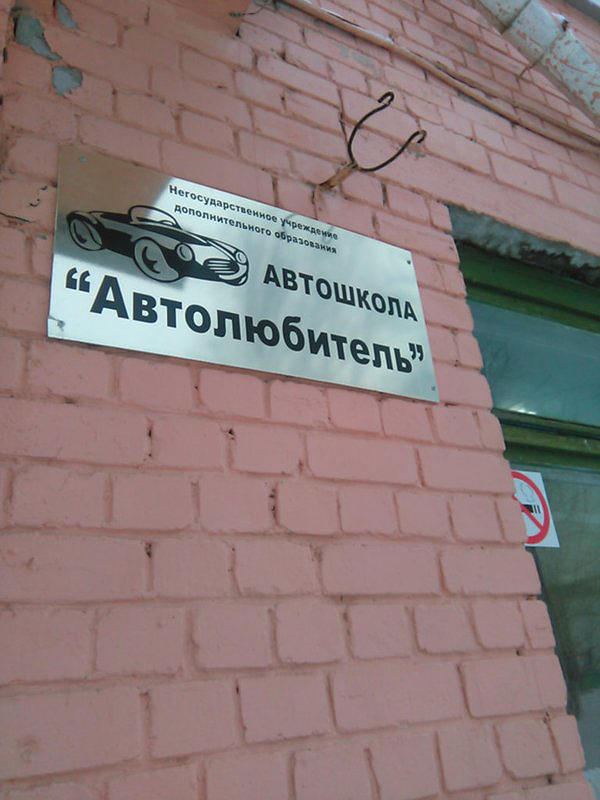 Негосударственное учреждение
дополнительного образования
АВТОШКОЛА
“Автолюбитель”